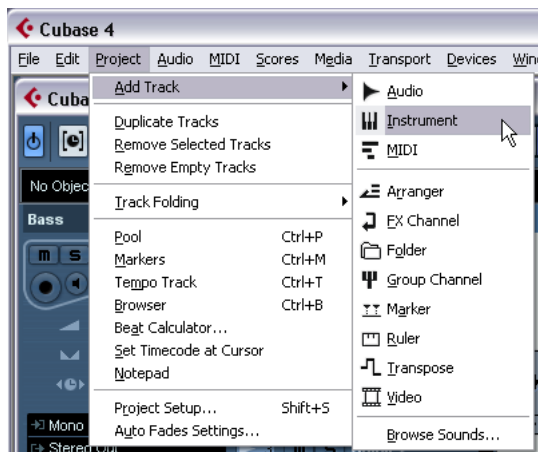 Cubase 4
File Edit Project Audio MIDI Scores Media Transport Devices Win
Add Track
Duplicate Tracks
Remove Selected Tracks
Remove Empty Tracks
Track Folding
Pool Ctrl+P
Markers Ctrl+M
Tempo Track Ctrl+T
Browser Ctrl+B
Beat Calculator...
Set Timecode at Cursor
Notepad
Project Setup... Shift+S
Auto Fades Settings...
Audio
Instrument
MIDI
Arranger
FX Channel
Folder
Group Channel
Marker
Ruler
Transpose
Video
Browse Sounds...
Cuba
No Objec
Bass
m s
Mono
Stereo Out